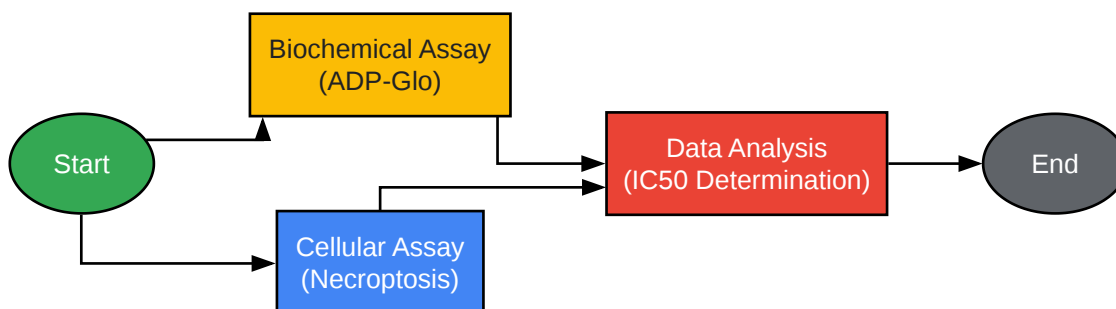 Start
Biochemical Assay
(ADP-Glo)
Cellular Assay
(Necroptosis)
Data Analysis
(IC50 Determination)
End